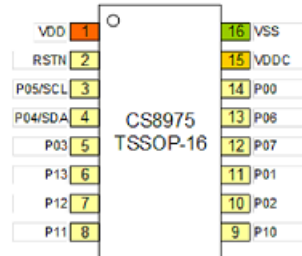 VDD 1 16 VSS
RSTN 2 15 VDDC
P05/SCL 3 14 P00
P04/SDA 4 CS8975 13 P06
P03 5 TSSOP-16 12 P07
P13 6 11 P01
P12 7 10 P02
P11 8 9 P10